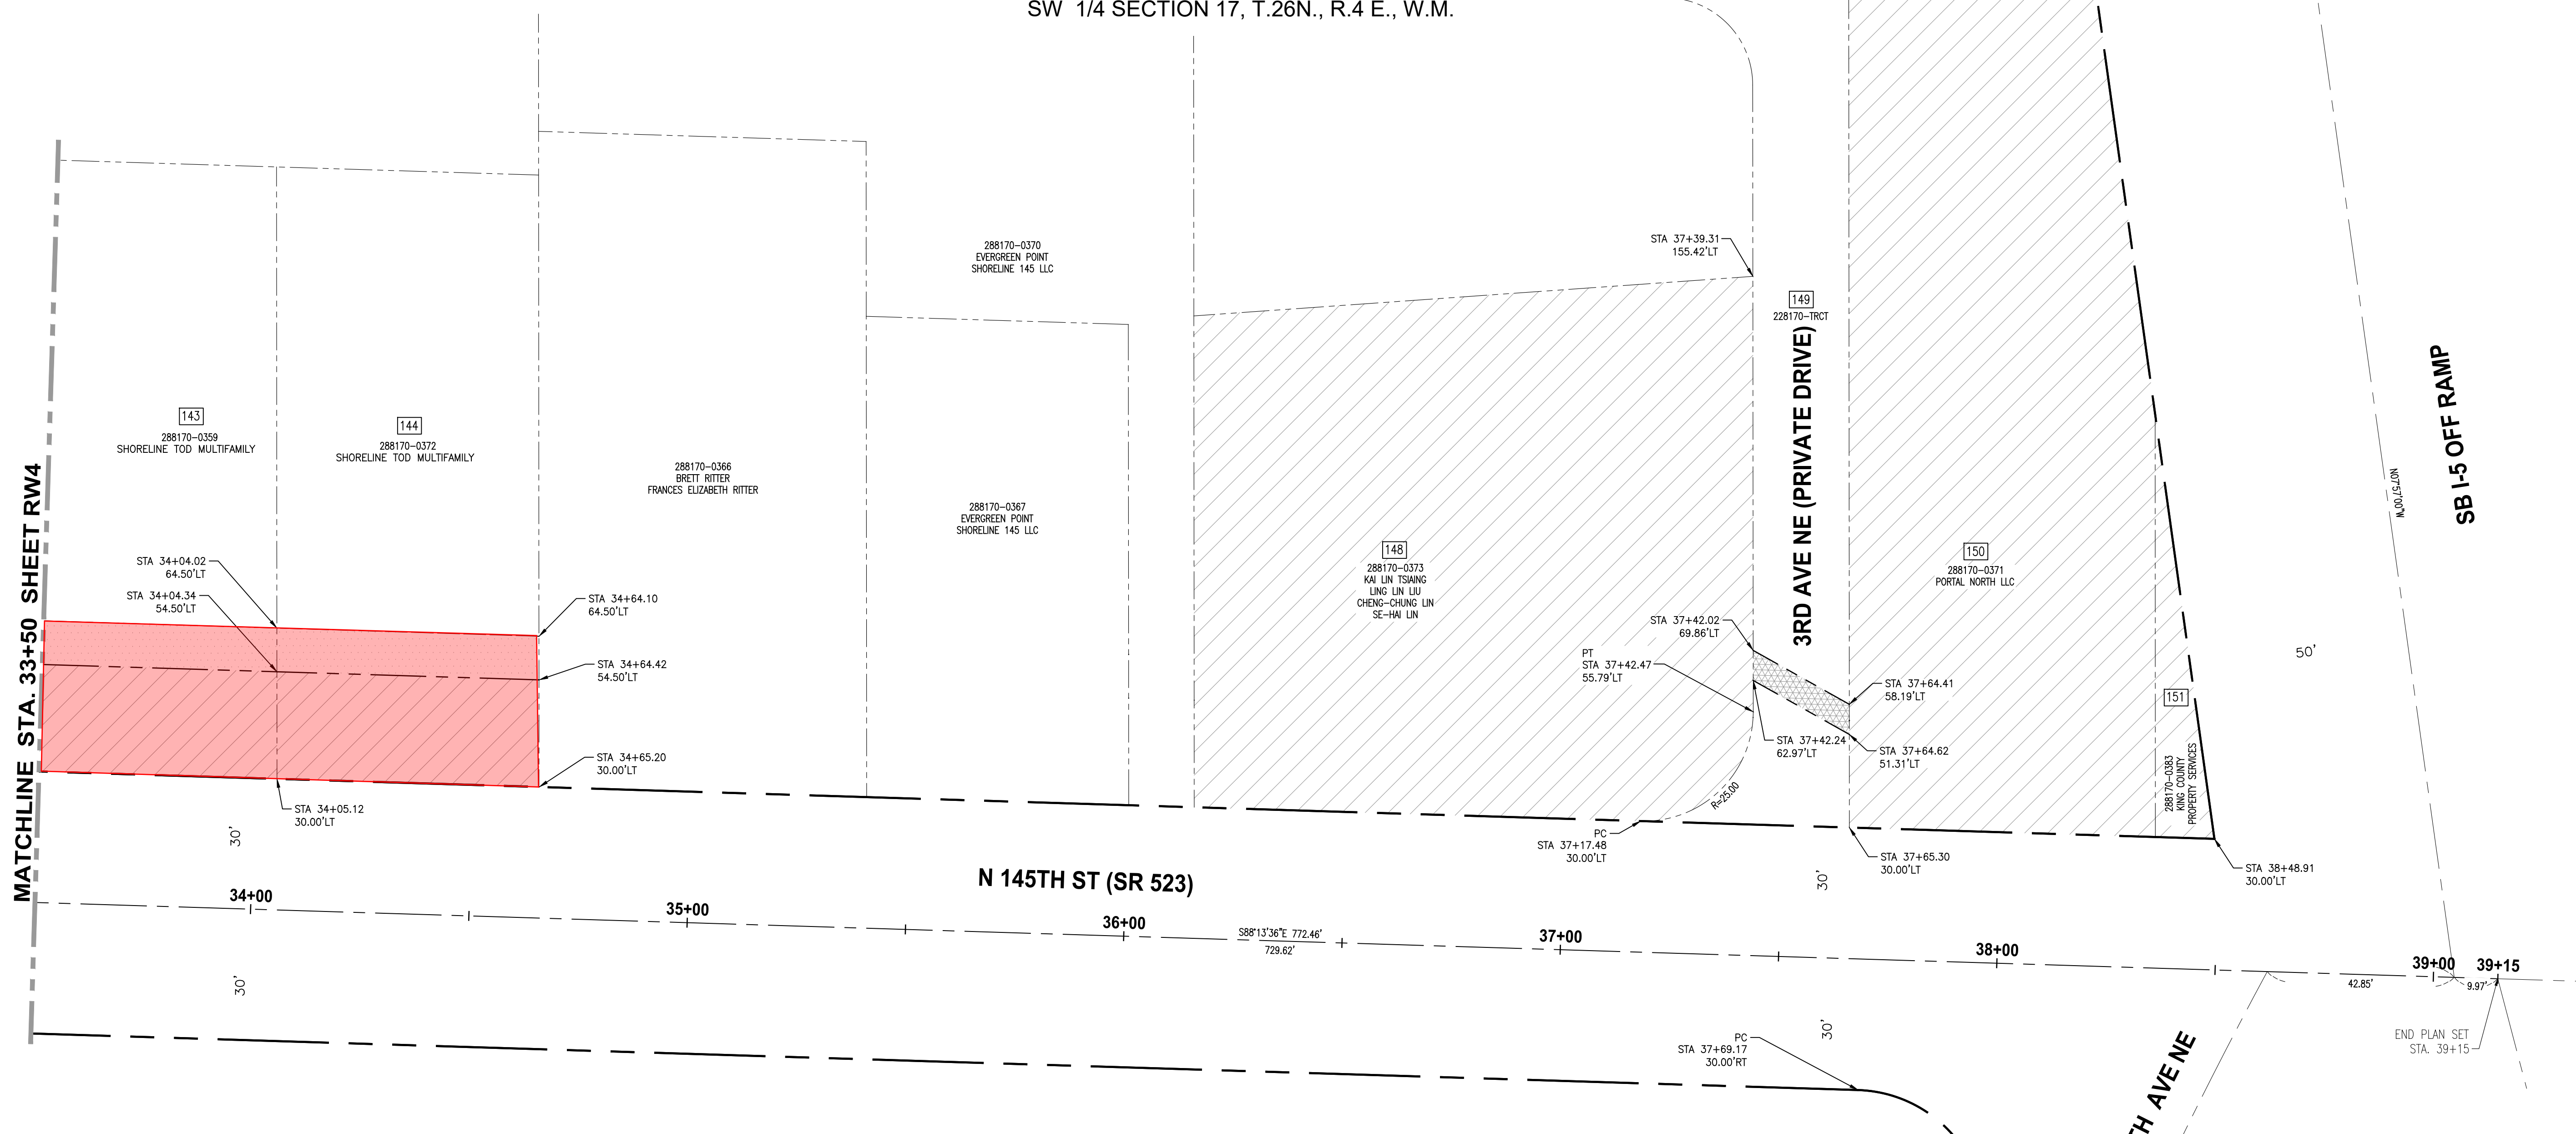 SW 1/4 SECTION 17, T.26N., R.4 E., W.M.
MATCHLINE STA. 33+50 SHEET RW4
143
288170-0359
SHORELINE TOD MULTIFAMILY
144
288170-0372
SHORELINE TOD MULTIFAMILY
STA 34+04.02
64.50'LT
STA 34+04.34
54.50'LT
STA 34+64.10
64.50'LT
STA 34+64.42
54.50'LT
STA 34+65.20
30.00'LT
STA 34+05.12
30.00'LT
288170-0366
BRETT RITTER
FRANCES ELIZABETH RITTER
288170-0370
EVERGREEN POINT
SHORELINE 145 LLC
288170-0367
EVERGREEN POINT
SHORELINE 145 LLC
148
288170-0373
KAI LIN TSIANG
LING LIN LIU
CHENG-CHUNG LIN
SE-HAI LIN
STA 37+39.31
155.42'LT
149
228170-TRCT
3RD AVE NE (PRIVATE DRIVE)
STA 37+42.02
69.86'LT
PT
STA 37+42.47
55.79'LT
STA 37+42.24
62.97'LT
STA 37+64.41
58.19'LT
STA 37+64.62
51.31'LT
R=25.00
PC
STA 37+17.48
30.00'LT
STA 37+65.30
30.00'LT
150
288170-0371
PORTAL NORTH LLC
151
288170-0383
KING COUNTY
PROPERTY SERVICES
STA 38+48.91
30.00'LT
SB I-5 OFF RAMP
N07°57'00"W
50'
30'
30'
30'
30'
N 145TH ST (SR 523)
34+00
35+00
36+00
S88°13'36"E 772.46'
729.62'
37+00
38+00
39+00
39+15
42.85'
9.97'
END PLAN SET
STA. 39+15
PC
STA 37+69.17
30.00'RT
TH AVE NE